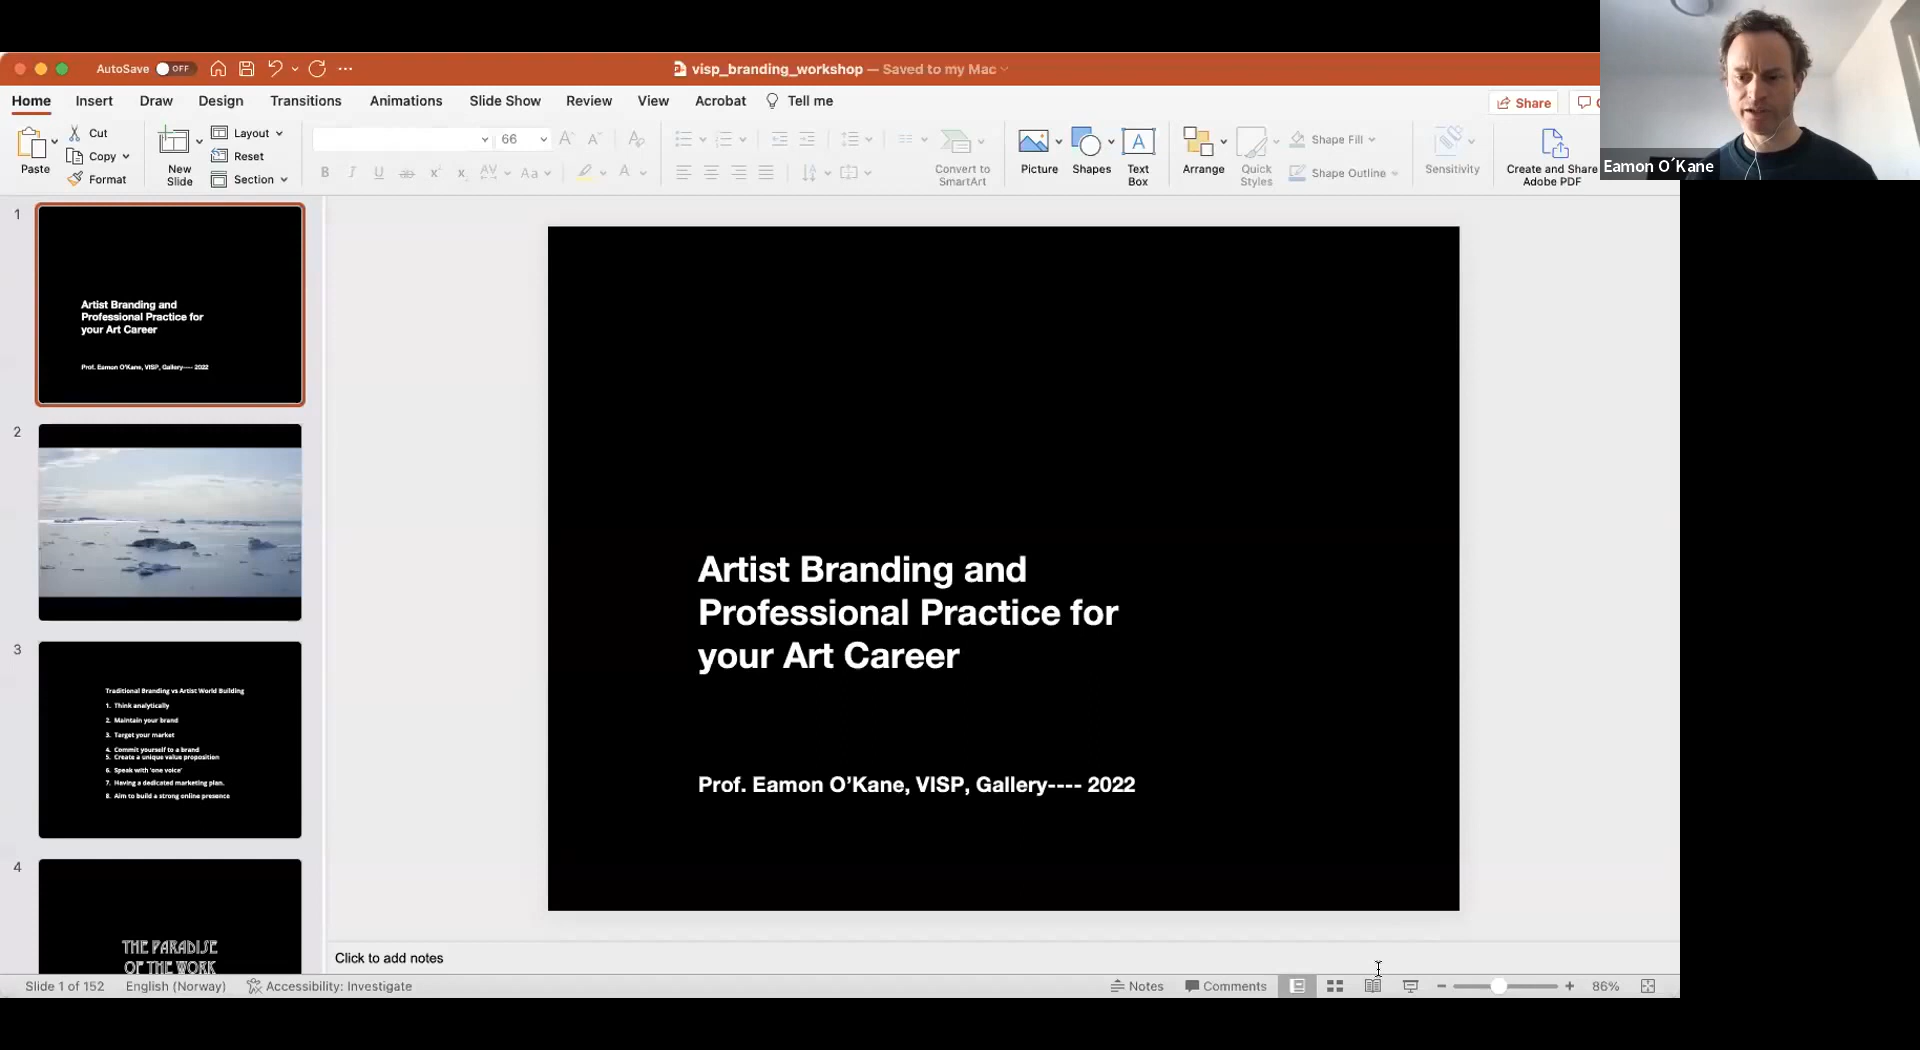 AutoSave OFF
visp_branding_workshop — Saved to my Mac
Home Insert Draw Design Transitions Animations Slide Show Review View Acrobat Tell me
Share
Paste
Cut
Copy
Format
New
Slide
Layout
Reset
Section
66
Convert to
SmartArt
Picture
Shapes
Text
Box
Arrange
Quick
Styles
Shape Fill
Shape Outline
Sensitivity
Create and Share
Adobe PDF
Eamon O´Kane
1
Artist Branding and
Professional Practice for
your Art Career
Prof. Eamon O'Kane, VISP, Gallery---- 2022
2
3
Traditional Branding vs Artist World Building
1. Think analytically
2. Maintain your brand
3. Target your market
4. Commit yourself to a brand
5. Create a unique value proposition
6. Speak with 'one voice'
7. Having a dedicated marketing plan.
8. Aim to build a strong online presence
4
THE PARADISE
OF THE WORK
Artist Branding and
Professional Practice for
your Art Career
Prof. Eamon O’Kane, VISP, Gallery---- 2022
Click to add notes
Slide 1 of 152 English (Norway) Accessibility: Investigate
Notes Comments 86%